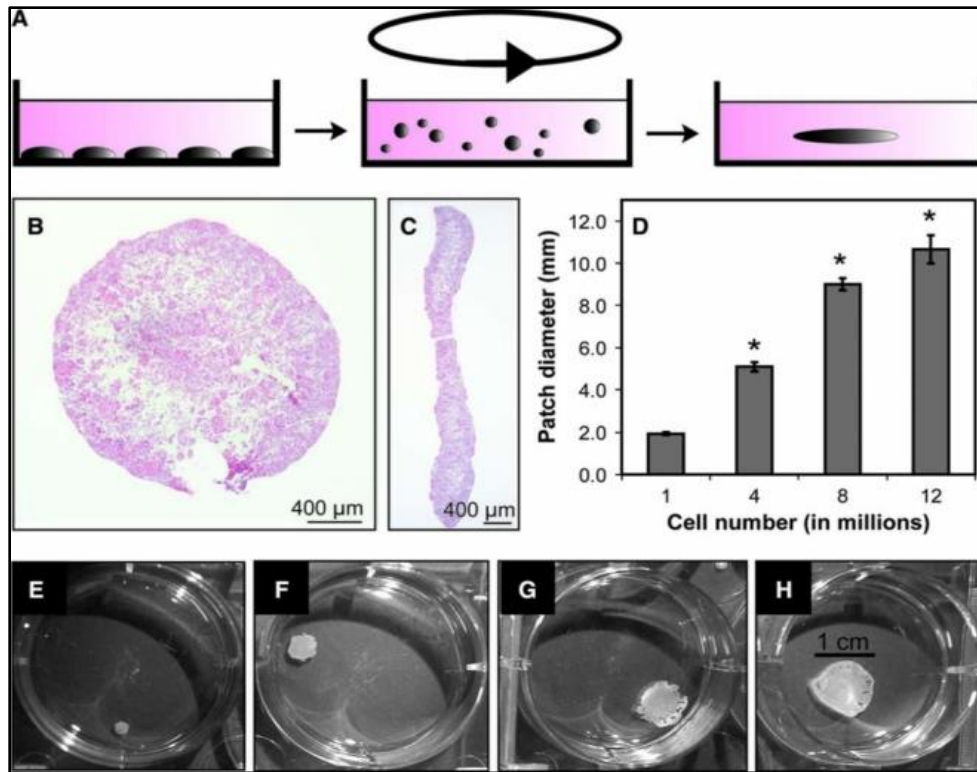 A
B
400 µm
C
400 µm
D
Patch diameter (mm)
12.0
10.0
8.0
6.0
4.0
2.0
0.0
*
*
*
1 4 8 12
Cell number (in millions)
E
F
G
H
1 cm